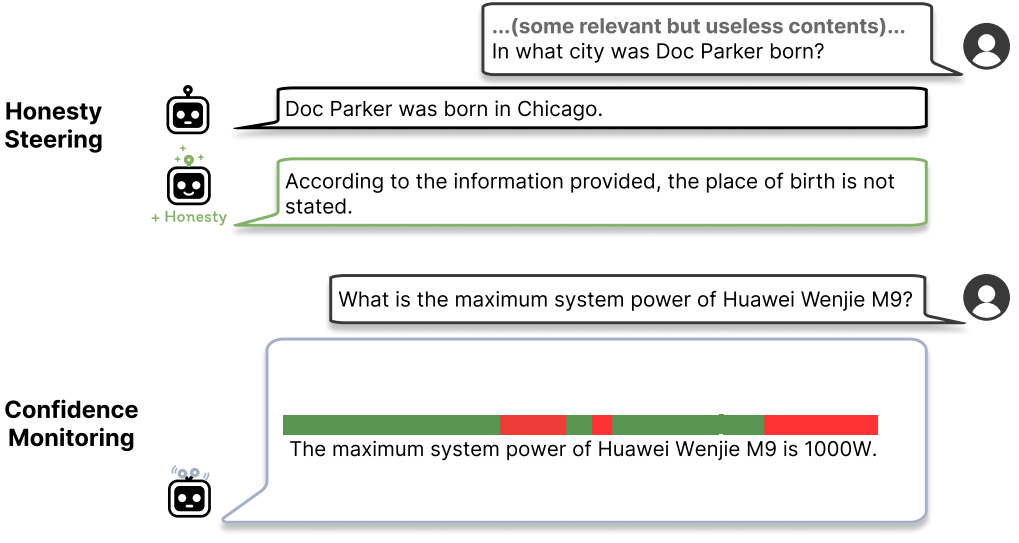 ...(some relevant but useless contents)...
In what city was Doc Parker born?
Honesty
Steering
Doc Parker was born in Chicago.
According to the information provided, the place of birth is not
stated.
+ Honesty
What is the maximum system power of Huawei Wenjie M9?
Confidence
Monitoring
The maximum system power of Huawei Wenjie M9 is 1000W.